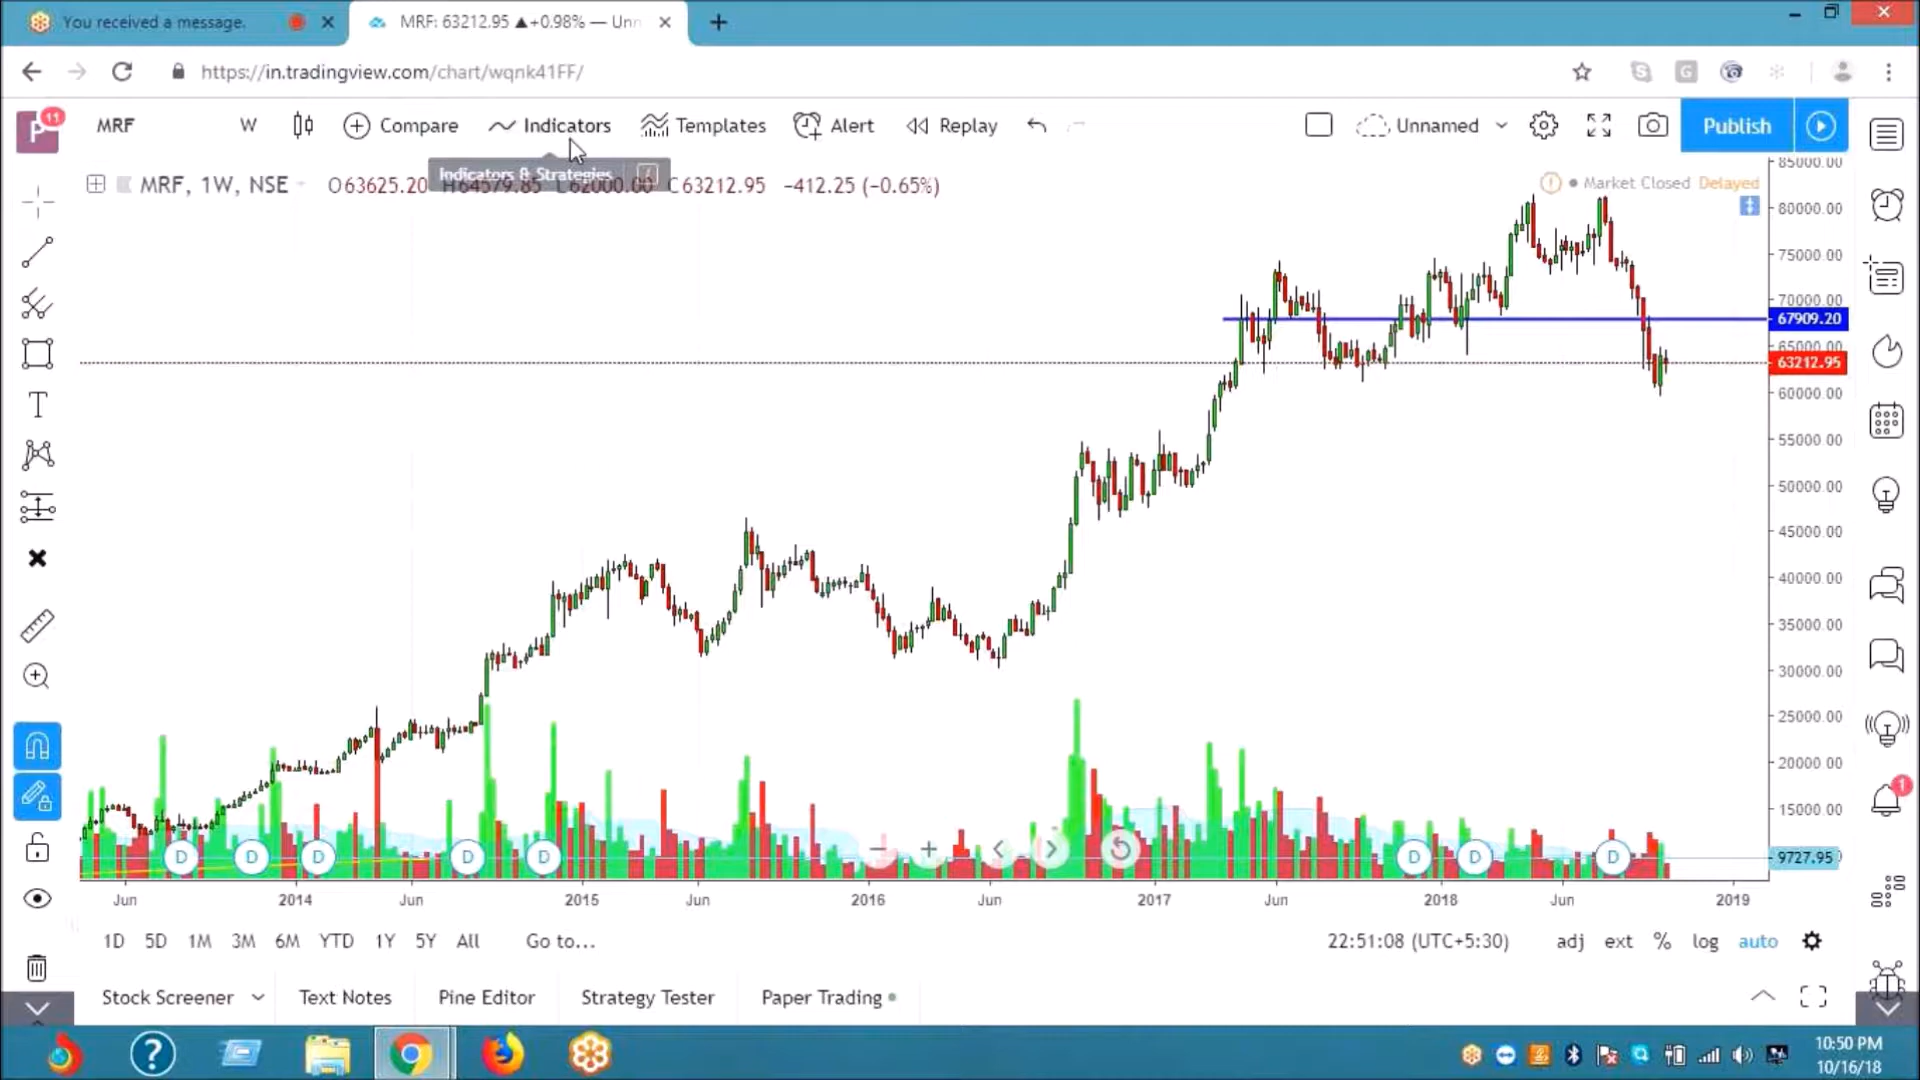 You received a message.
MRF: 63212.95 ▲+0.98% — Unn
https://in.tradingview.com/chart/wqnk41FF/
11
MRF W Compare Indicators Templates Alert Replay Unnamed Publish
Indicators & Strategies /
MRF, 1W, NSE O63625.20 H64579.85 L62000.00 C63212.95 −412.25 (−0.65%)
Market Closed Delayed
85000.00
80000.00
75000.00
70000.00
67909.20
65000.00
63212.95
60000.00
55000.00
50000.00
45000.00
40000.00
35000.00
30000.00
25000.00
20000.00
15000.00
9727.95
1
D D D D D D D D
Jun 2014 Jun 2015 Jun 2016 Jun 2017 Jun 2018 Jun 2019
1D 5D 1M 3M 6M YTD 1Y 5Y All Go to... 22:51:08 (UTC+5:30) adj ext % log auto
Stock Screener Text Notes Pine Editor Strategy Tester Paper Trading
10:50 PM
10/16/18